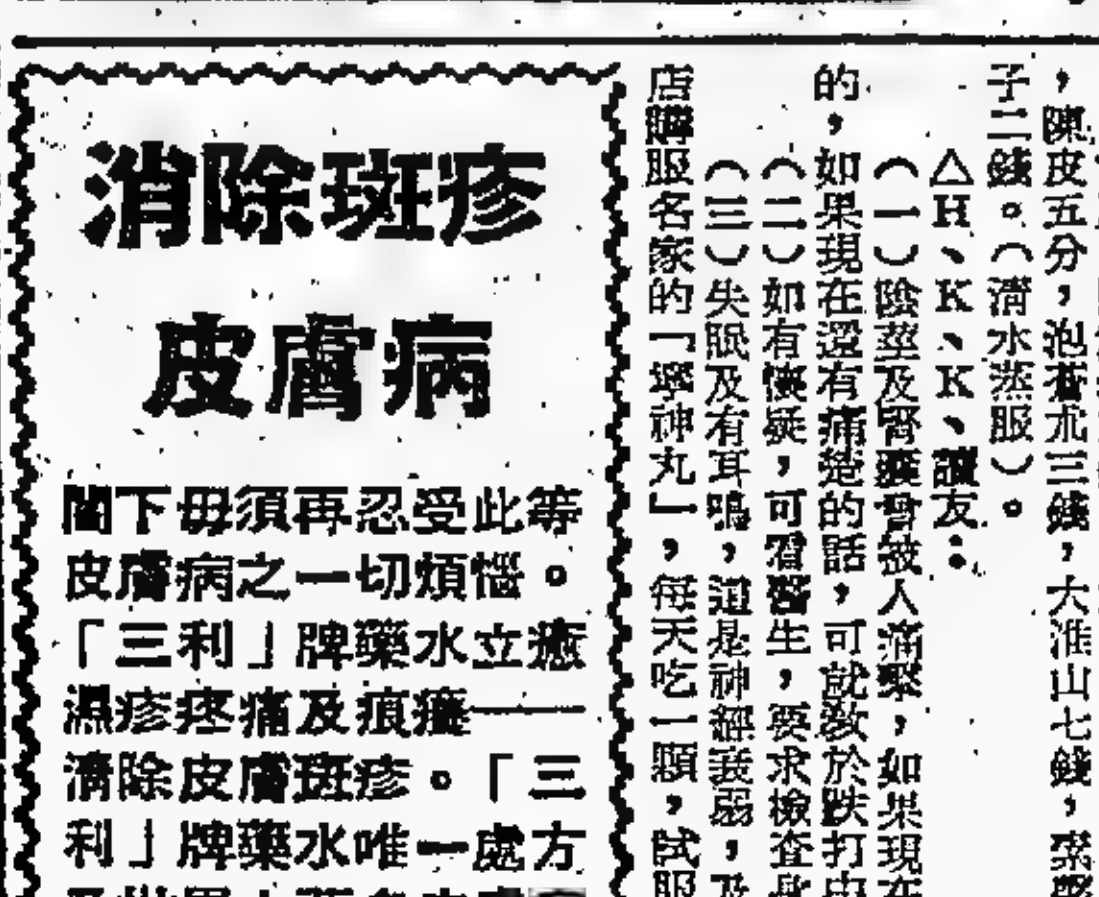 ，陳皮五分，泡蒼朮三錢，大淮山七錢，
子二錢。（清水蒸服）。
△H、K、K、讀友：
（一）陰莖及腎囊曾被人痛擊，如果現在
的，如果現在還有痛楚的話，可就教於跌打
（二）如有懷疑，可看醫生，要求檢查
（三）失眠及有耳鳴，這是神經衰弱，
店購服名家的「寧神丸」，每天吃一顆，試服
消除斑疹
皮膚病
閣下毋須再忍受此等
皮膚病之一切煩惱。
「三利」牌藥水立癒
濕疹疼痛及痕癢——
清除皮膚斑疹。「三
利」牌藥水唯一處方